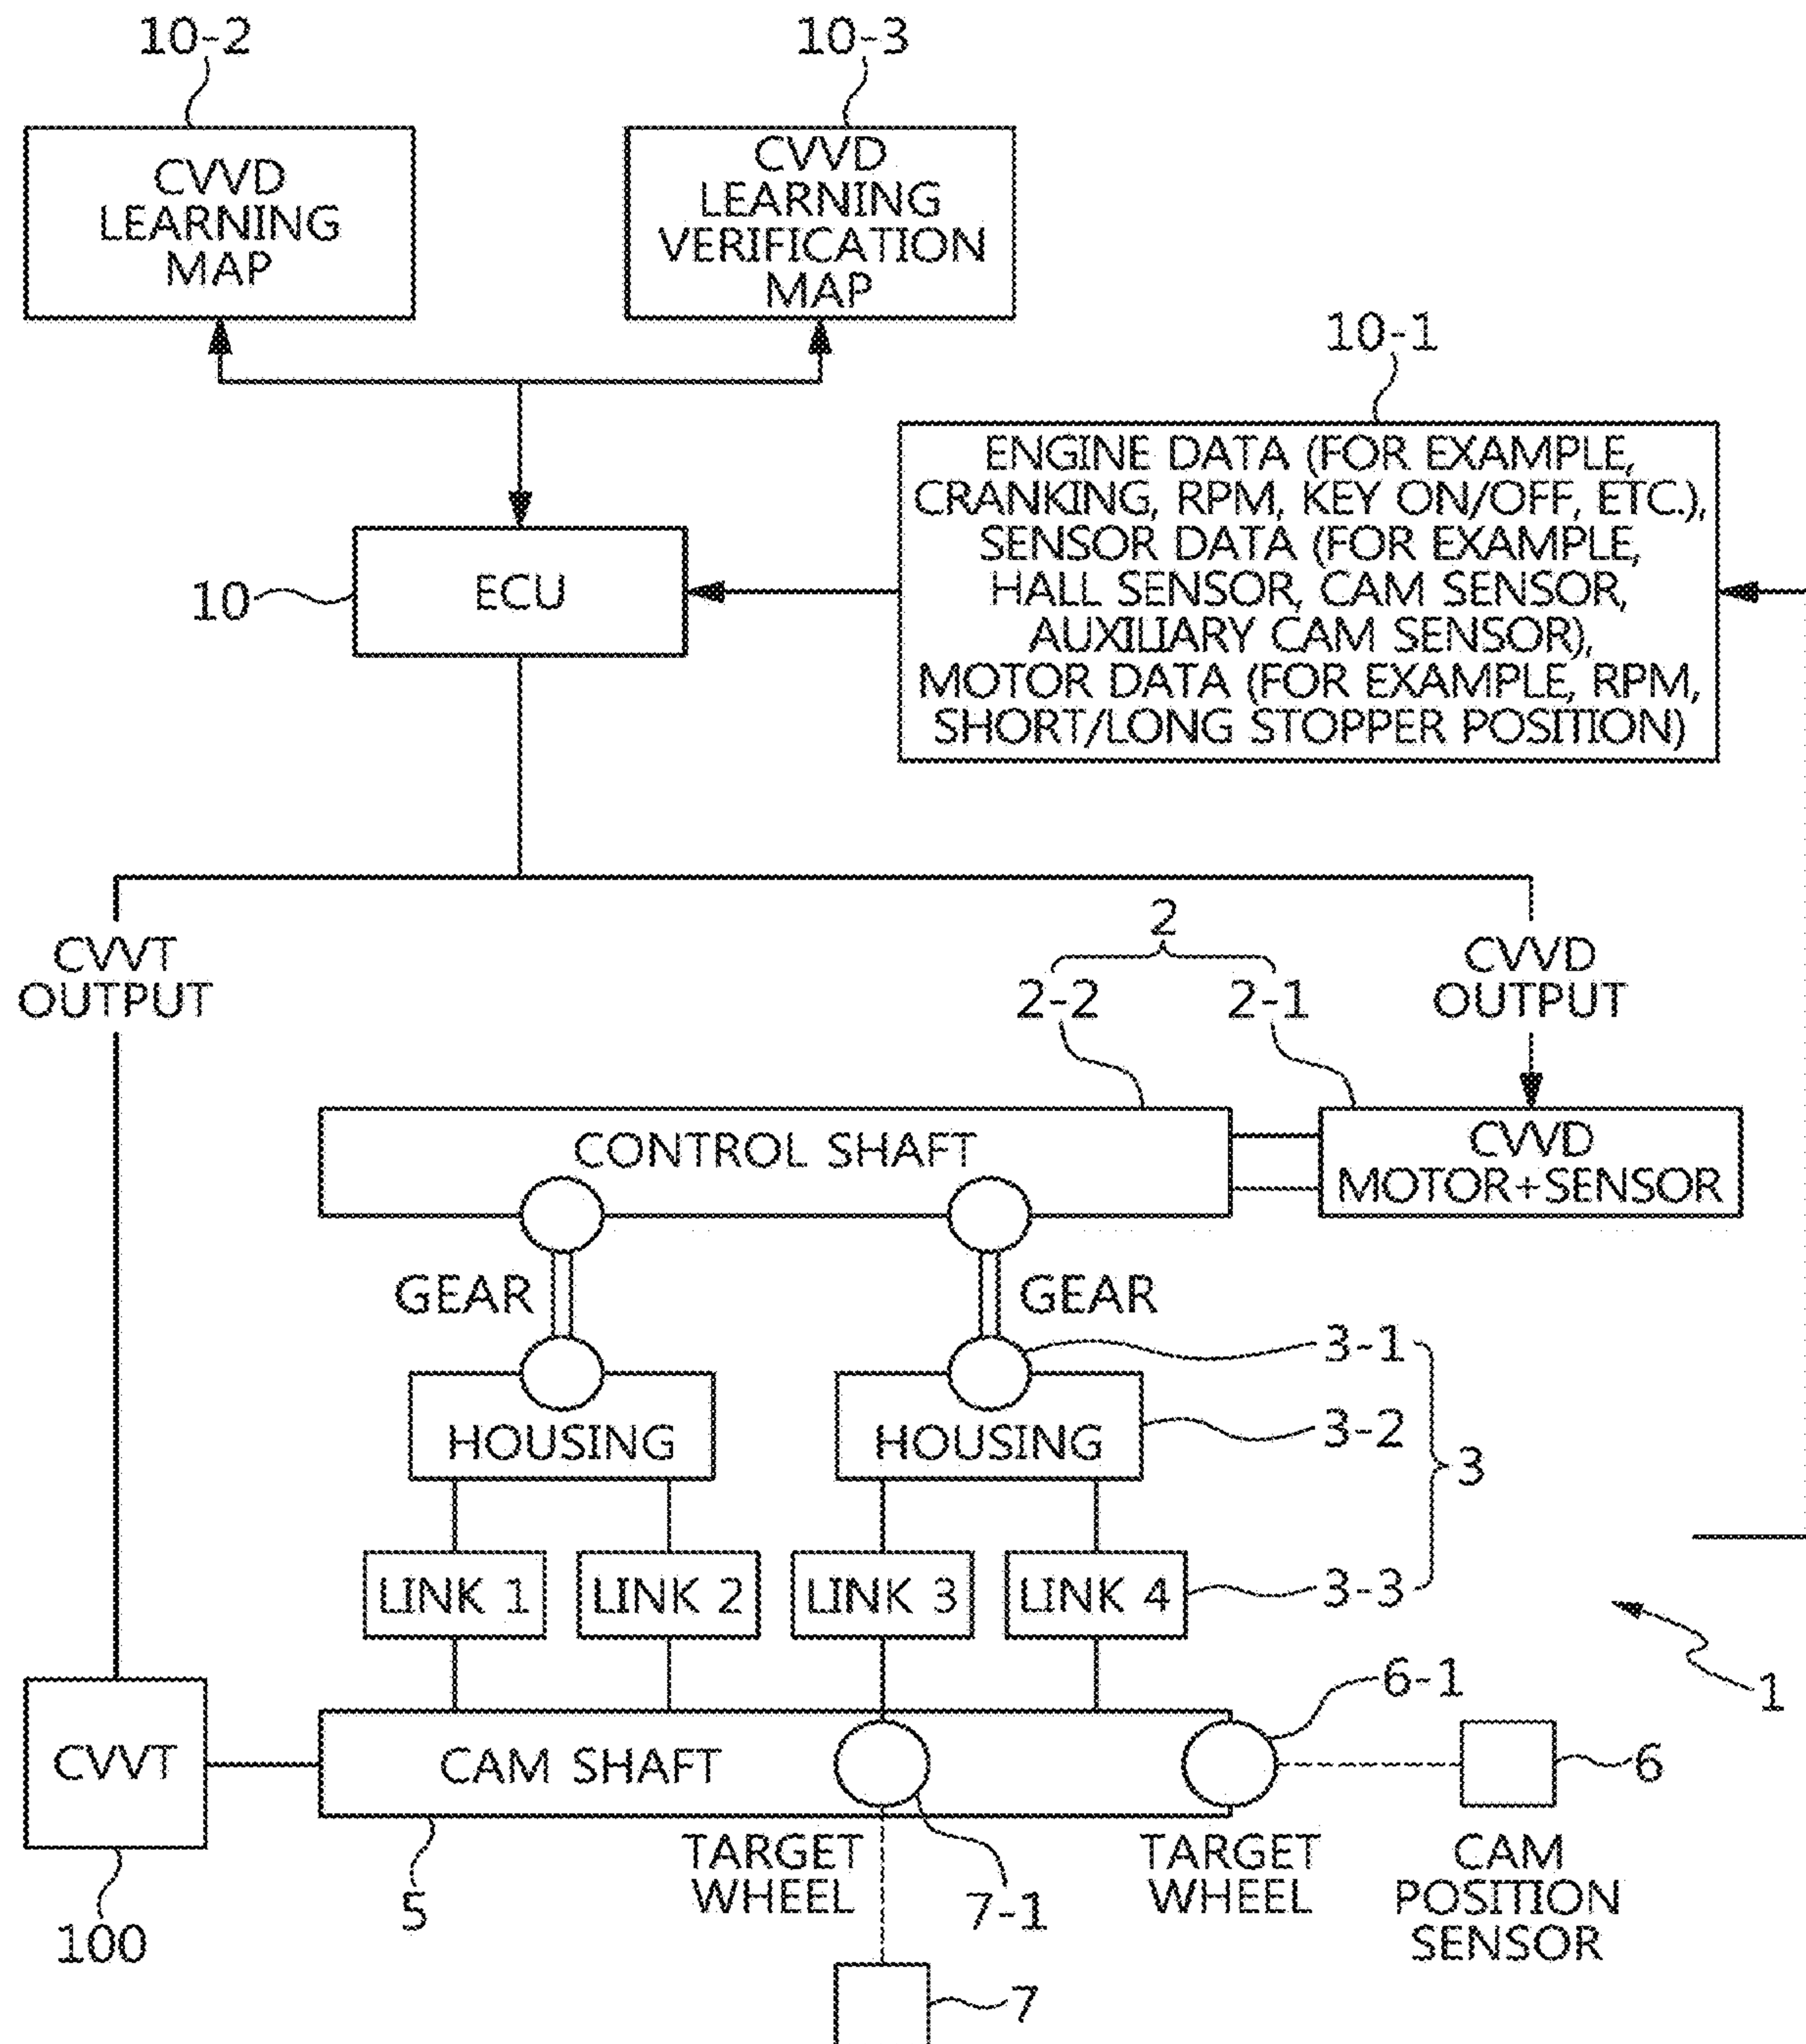 10-2
10-3
CVVD
LEARNING
MAP
CVVD
LEARNING
VERIFICATION
MAP
10-1
ENGINE DATA (FOR EXAMPLE,
CRANKING, RPM, KEY ON/OFF, ETC.),
SENSOR DATA (FOR EXAMPLE,
HALL SENSOR, CAM SENSOR,
AUXILIARY CAM SENSOR),
MOTOR DATA (FOR EXAMPLE, RPM,
SHORT/LONG STOPPER POSITION)
10
ECU
CVVT
OUTPUT
2
2-2
2-1
CVVD
OUTPUT
CONTROL SHAFT
CVVD
MOTOR+SENSOR
GEAR
GEAR
3-1
HOUSING
HOUSING
3-2
3
LINK 1
LINK 2
LINK 3
LINK 4
3-3
6-1
1
CVVT
CAM SHAFT
6
TARGET
WHEEL
TARGET
WHEEL
CAM
POSITION
SENSOR
100
5
7-1
7